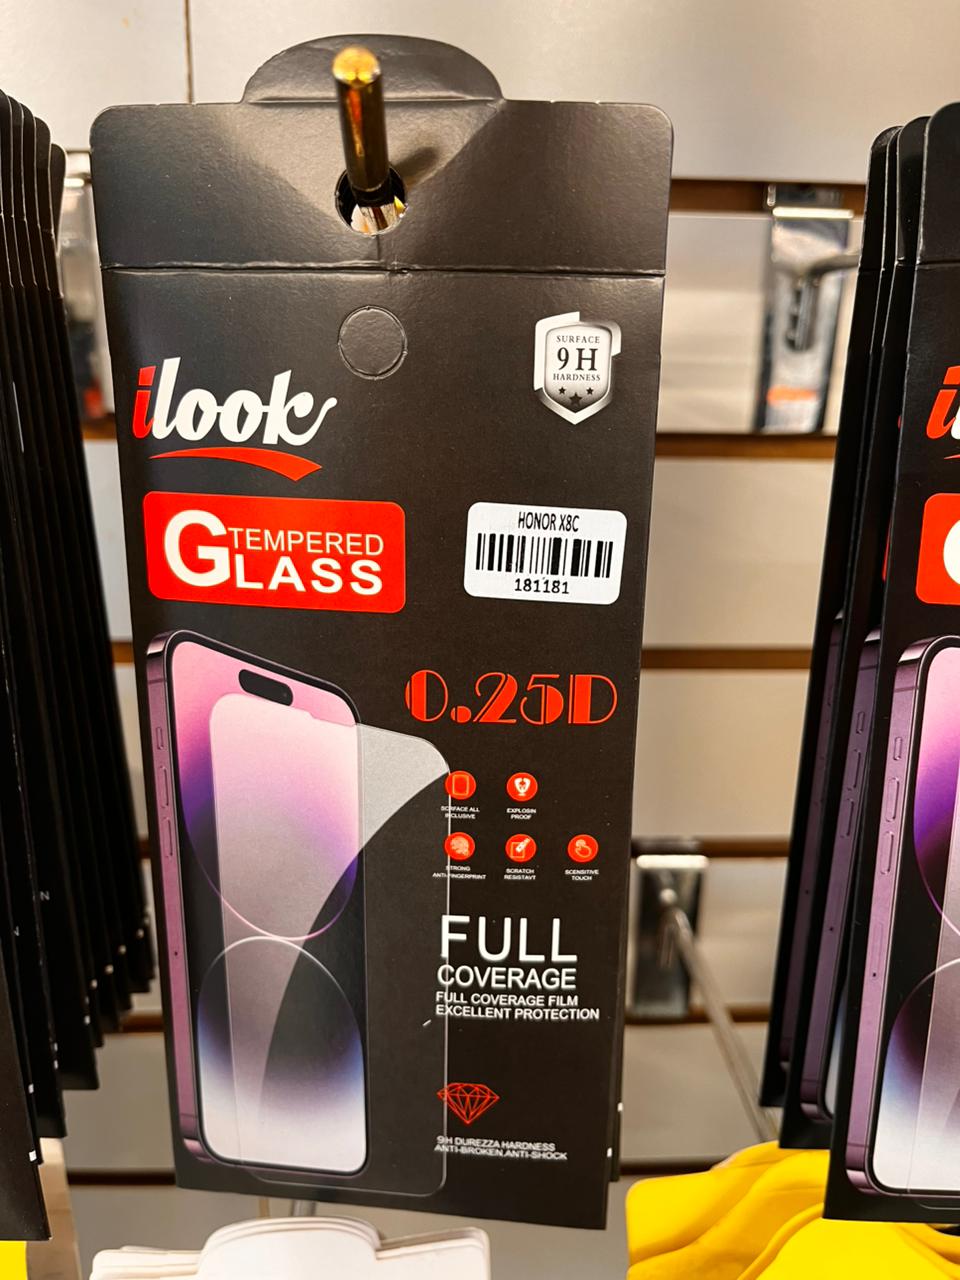 ilook
SURFACE
9H
HARDNESS
TEMPERED
GLASS
HONOR X8C
181181
0.25D
SURFACE ALL
INCLUSIVE
EXPLOSIN
PROOF
STRONG
ANTI-FINGERPRINT
SCRATCH
RESISTAVT
SCENSITIVE
TOUCH
FULL
COVERAGE
FULL COVERAGE FILM
EXCELLENT PROTECTION
9H DUREZZA HARDNESS
ANTI-BROKEN,ANTI-SHOCK